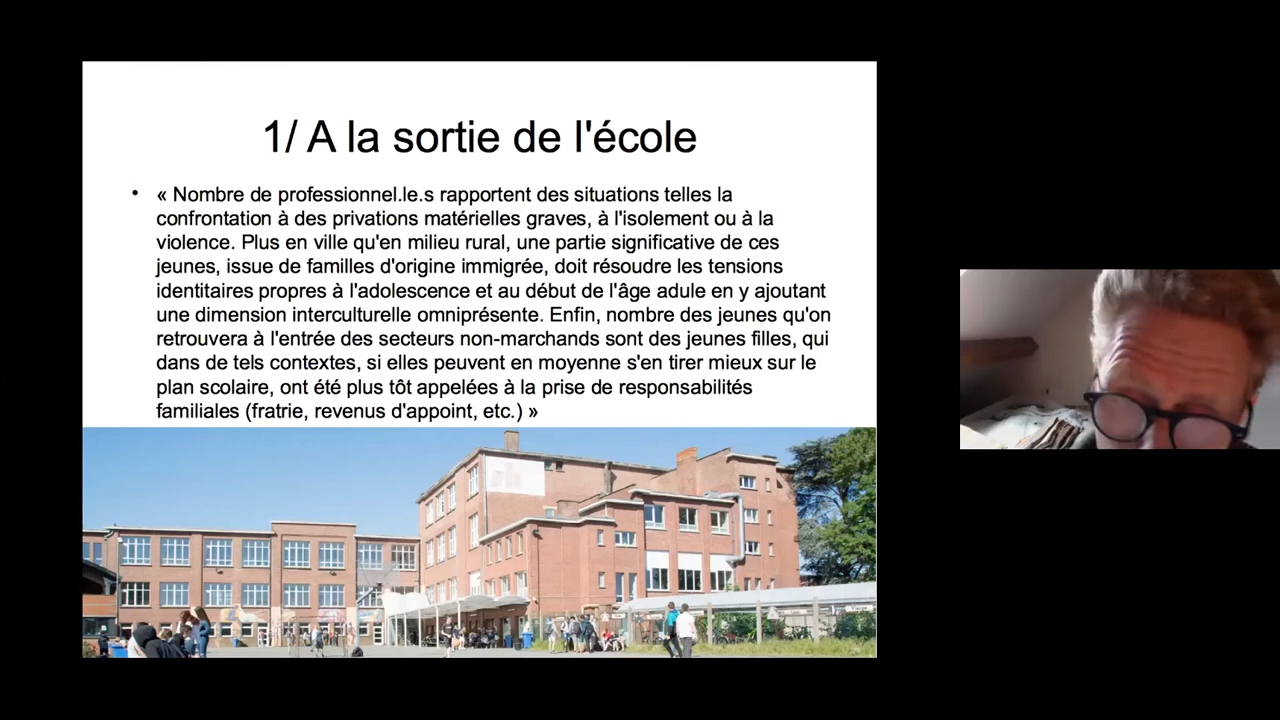 1/ A la sortie de l'école
• « Nombre de professionnel.le.s rapportent des situations telles la
confrontation à des privations matérielles graves, à l'isolement ou à la
violence. Plus en ville qu'en milieu rural, une partie significative de ces
jeunes, issue de familles d'origine immigrée, doit résoudre les tensions
identitaires propres à l'adolescence et au début de l'âge adule en y ajoutant
une dimension interculturelle omniprésente. Enfin, nombre des jeunes qu'on
retrouvera à l'entrée des secteurs non-marchands sont des jeunes filles, qui
dans de tels contextes, si elles peuvent en moyenne s'en tirer mieux sur le
plan scolaire, ont été plus tôt appelées à la prise de responsabilités
familiales (fratrie, revenus d'appoint, etc.) »